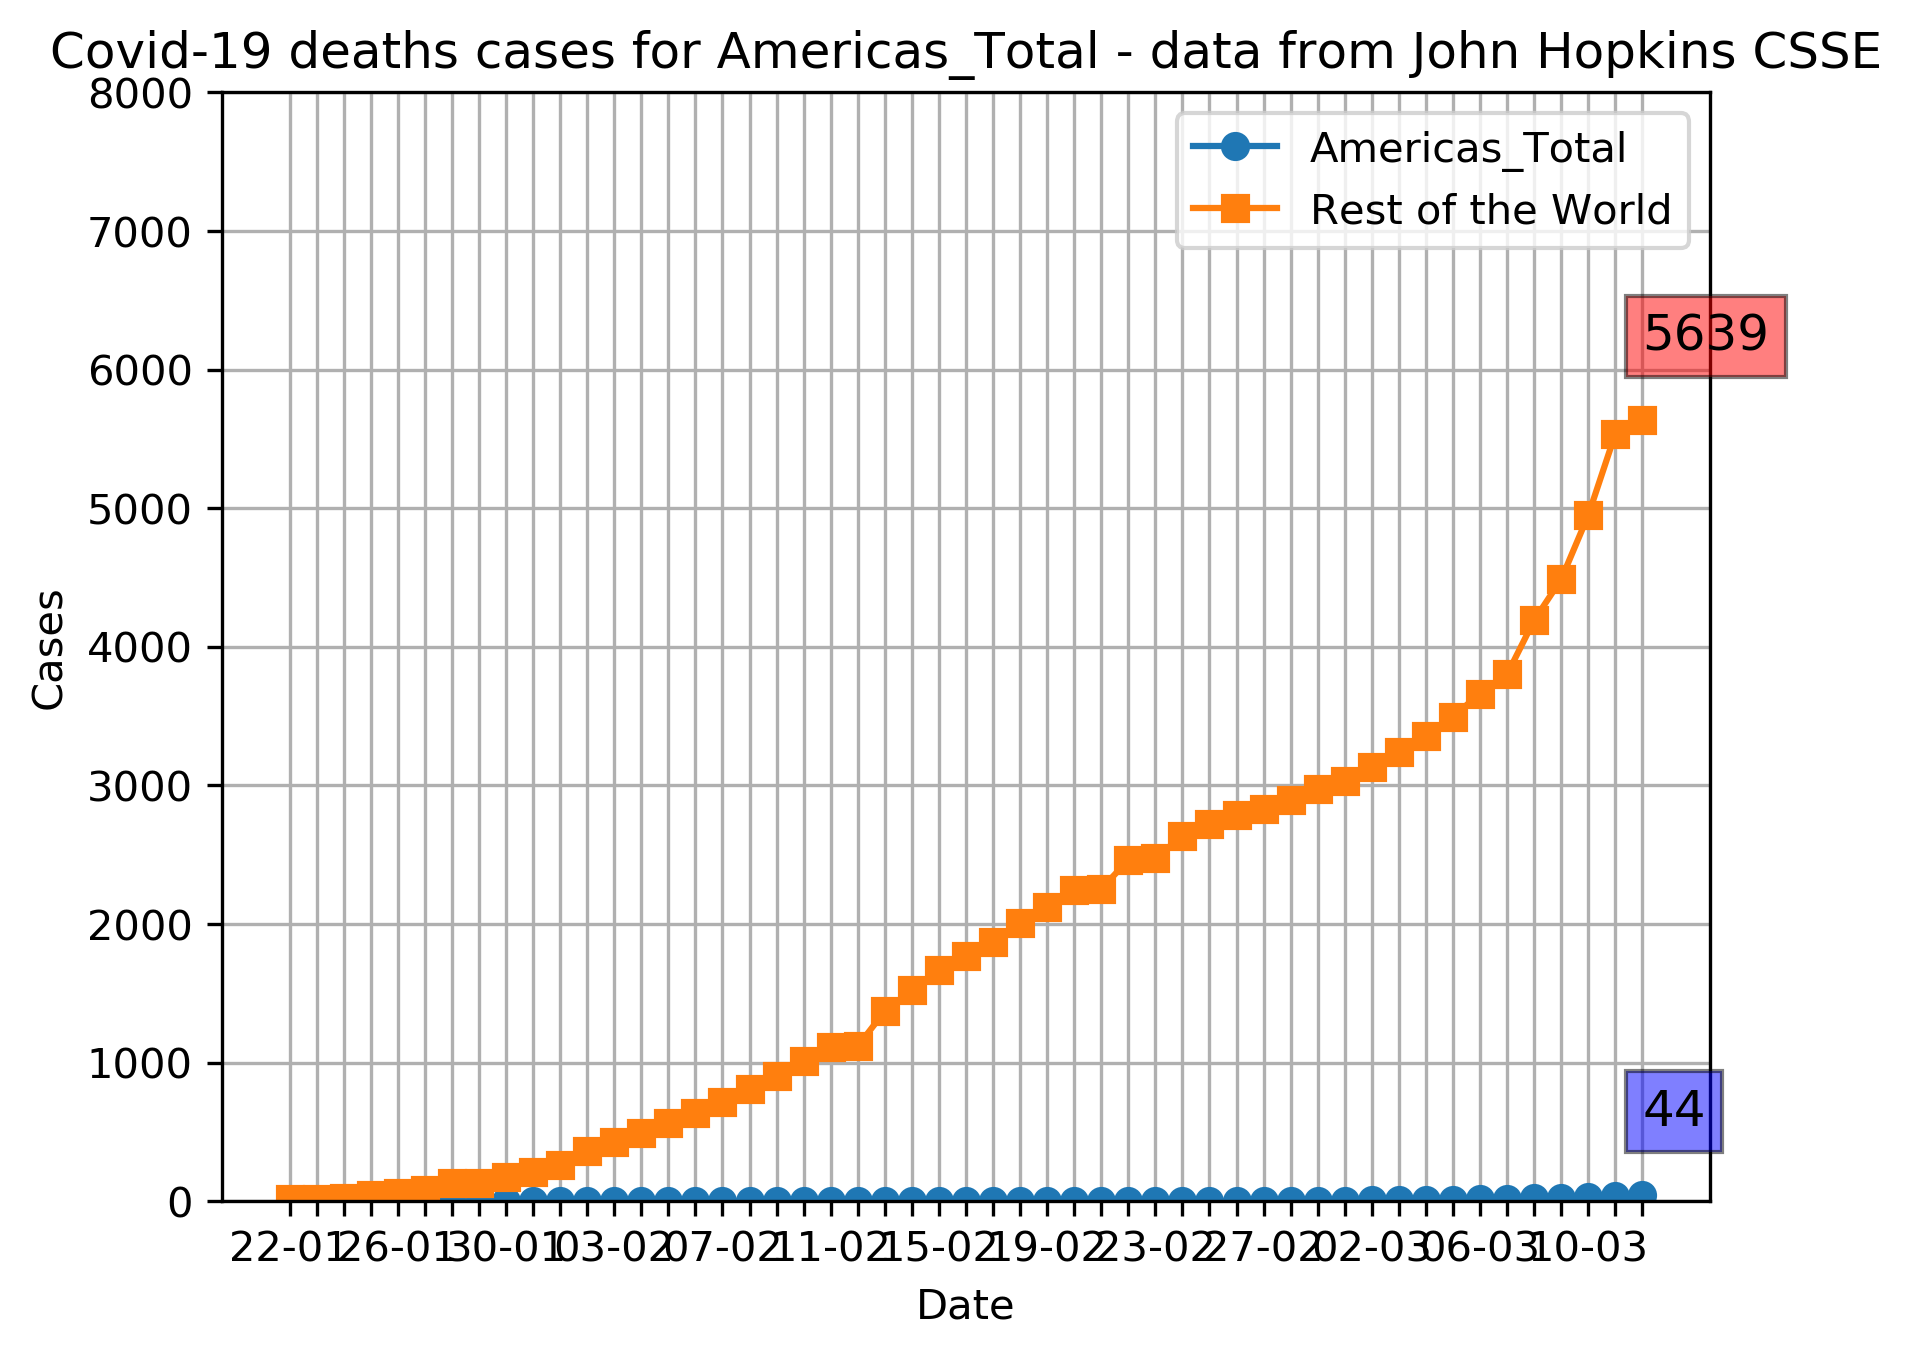 Covid-19 deaths cases for Americas_Total - data from John Hopkins CSSE
Americas_Total
Rest of the World
8000
7000
6000
5000
4000
3000
2000
1000
0
Cases
5639
44
22-01 26-01 30-01 03-02 07-02 11-02 15-02 19-02 23-02 27-02 02-03 06-03 10-03
Date